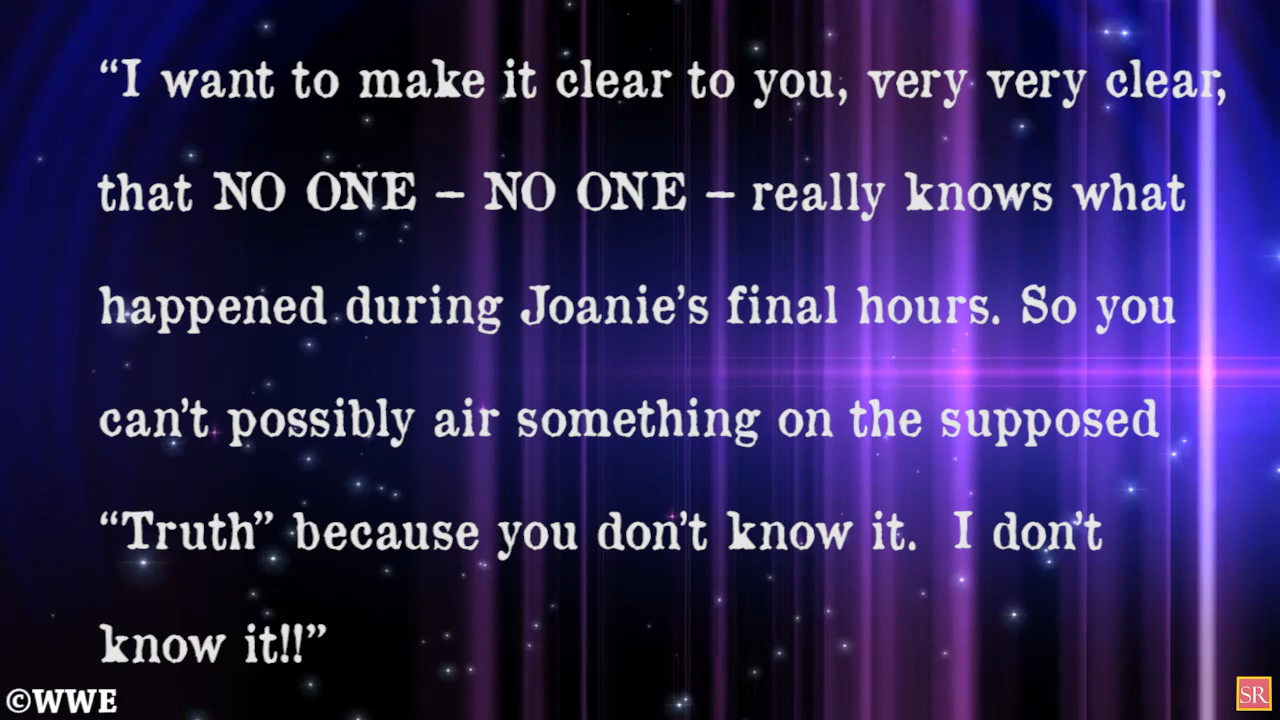 “I want to make it clear to you, very very clear,
that NO ONE – NO ONE – really knows what
happened during Joanie’s final hours. So you
can’t possibly air something on the supposed
“Truth” because you don’t know it.  I don’t
know it!!”
©WWE
SR